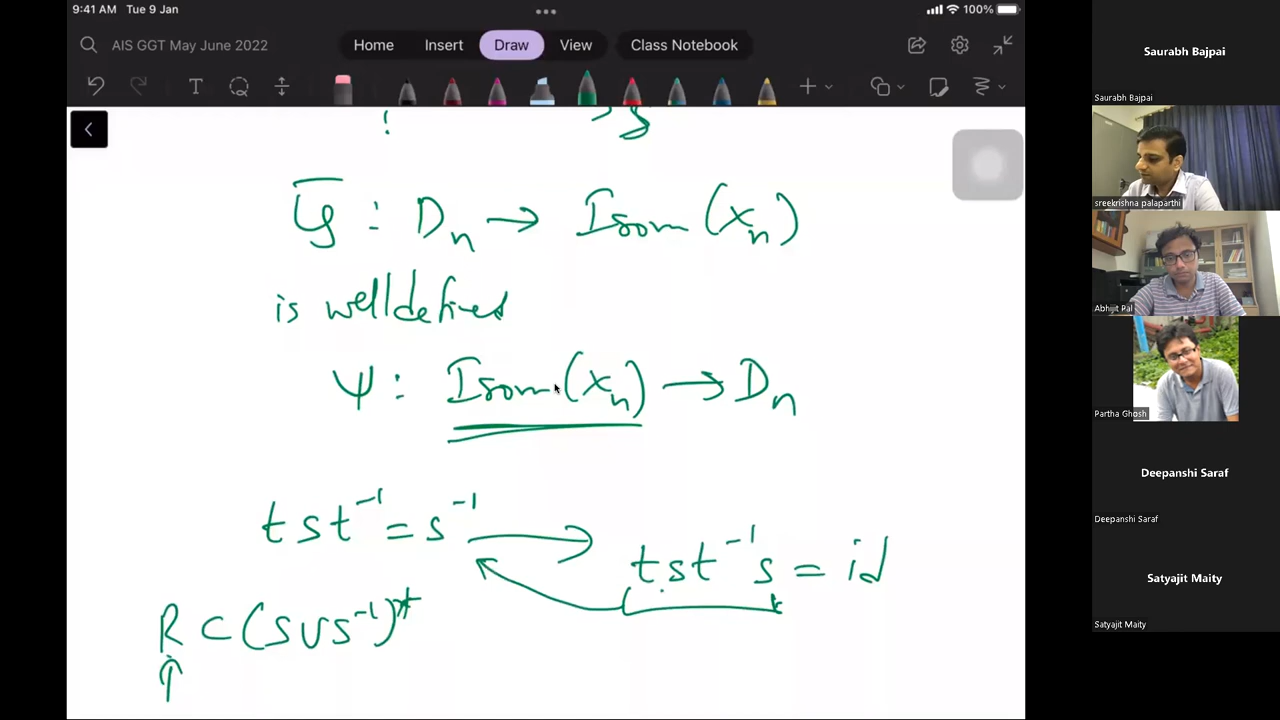 9:41 AM Tue 9 Jan
100%
AIS GGT May June 2022
Home Insert Draw View Class Notebook
T
φ̅ : Dn → Isom (Xn)
is welldefined
ψ : Isom (Xn) → Dn
tst⁻¹ = s⁻¹
tst⁻¹s = id
R ⊂ (S ∪ S⁻¹)*
Saurabh Bajpai
Saurabh Bajpai
sreekrishna palaparthi
Abhijit Pal
Partha Ghosh
Deepanshi Saraf
Deepanshi Saraf
Satyajit Maity
Satyajit Maity